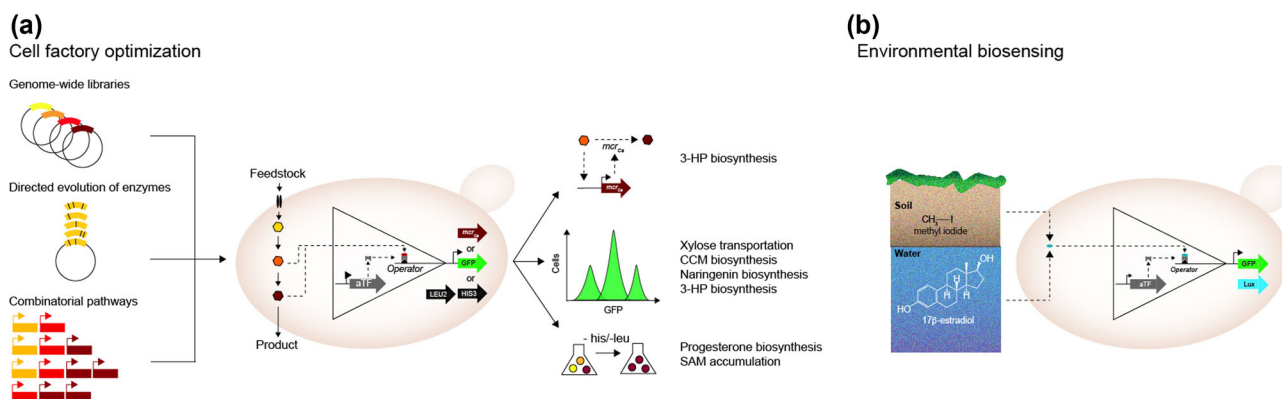 (a)
Cell factory optimization
Genome-wide libraries
Directed evolution of enzymes
Combinatorial pathways
Feedstock
Product
aTF
Operator
mcrCa
or
GFP
or
LEU2
HIS3
mcrCa
mcrCa
3-HP biosynthesis
Cells
GFP
Xylose transportation
CCM biosynthesis
Naringenin biosynthesis
3-HP biosynthesis
- his/-leu
Progesterone biosynthesis
SAM accumulation
(b)
Environmental biosensing
Soil
CH3—I
methyl iodide
Water
OH
H
H
H
HO
17β-estradiol
aTF
Operator
GFP
Lux